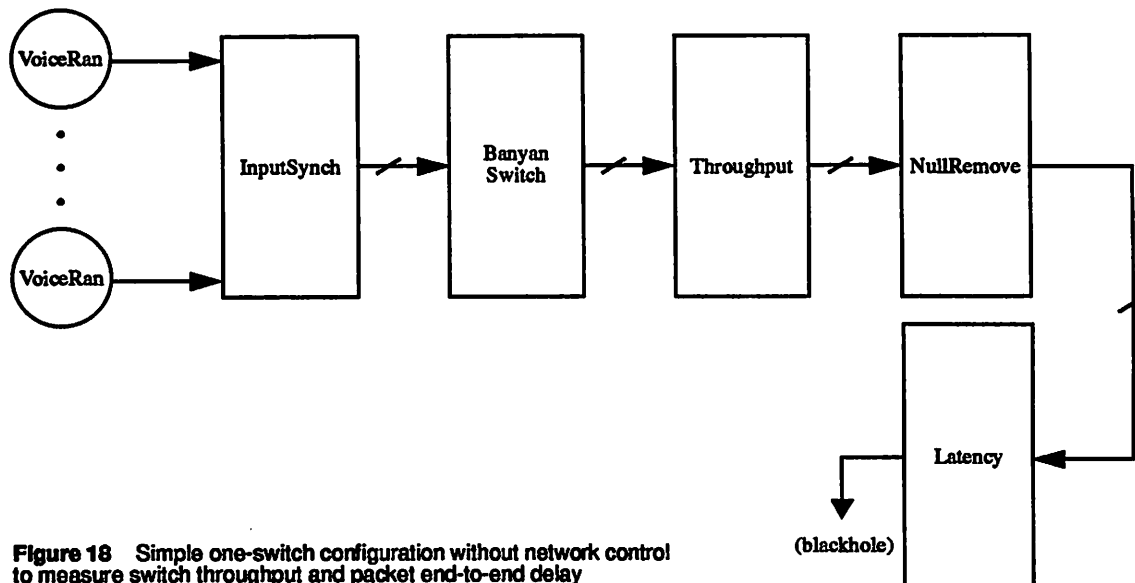 VoiceRan
InputSynch
Banyan
Switch
Throughput
NullRemove
VoiceRan
Latency
(blackhole)
Figure 18 Simple one-switch configuration without network control
to measure switch throughput and packet end-to-end delay